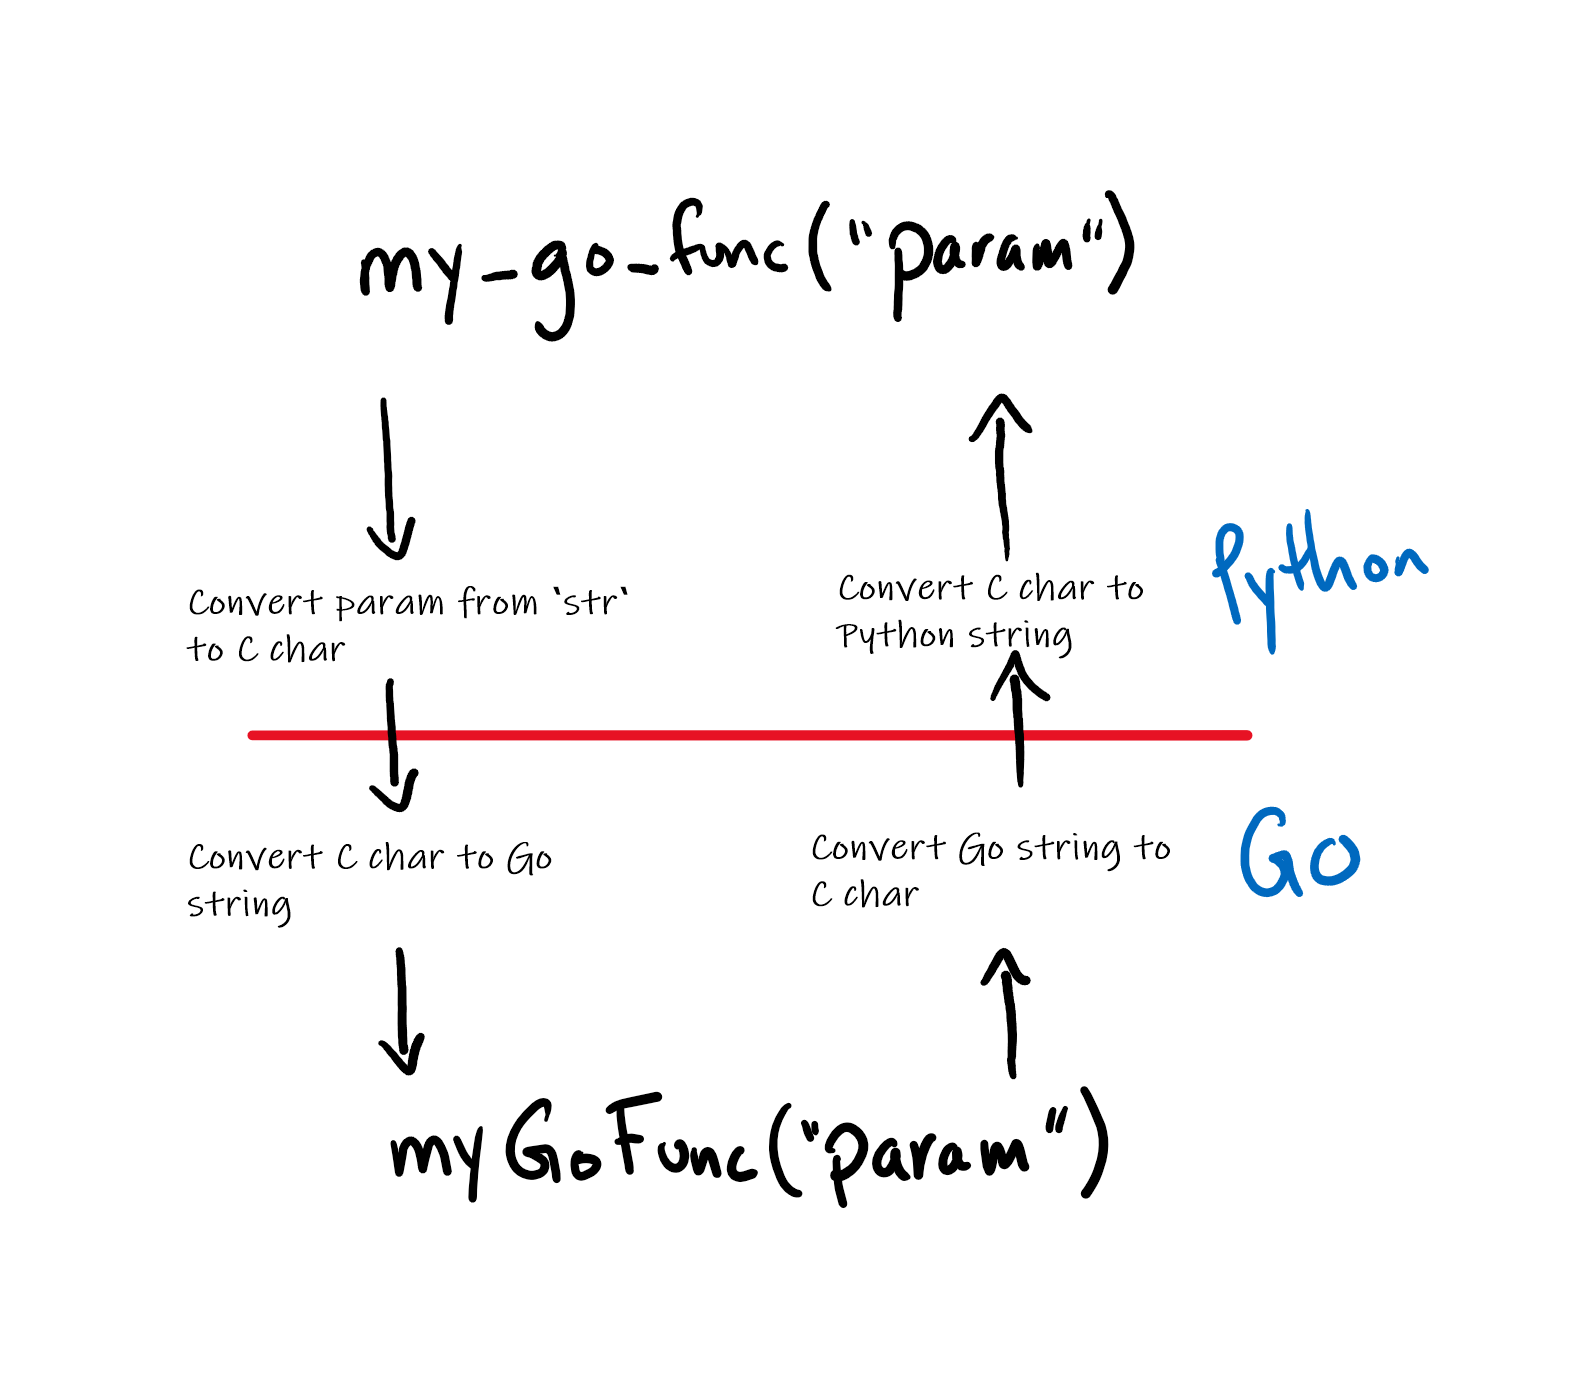 my_go_func("param")
Convert param from `str`
to C char
Convert C char to
Python string
Python
Convert C char to Go
string
Convert Go string to
C char
Go
myGoFunc("param")